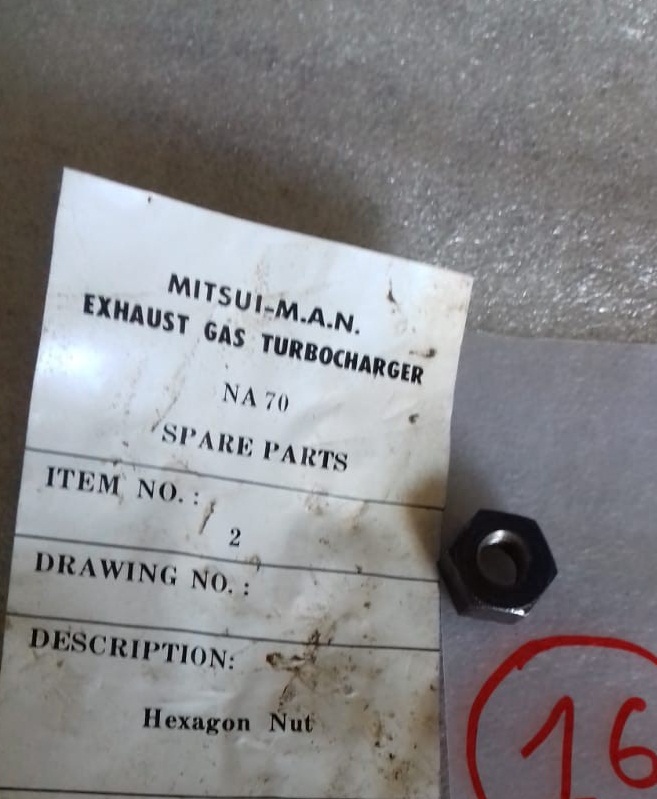 MITSUI-M.A.N.
EXHAUST GAS TURBOCHARGER
NA 70
SPARE PARTS
ITEM NO. :
2
DRAWING NO. :
DESCRIPTION:
Hexagon Nut
16